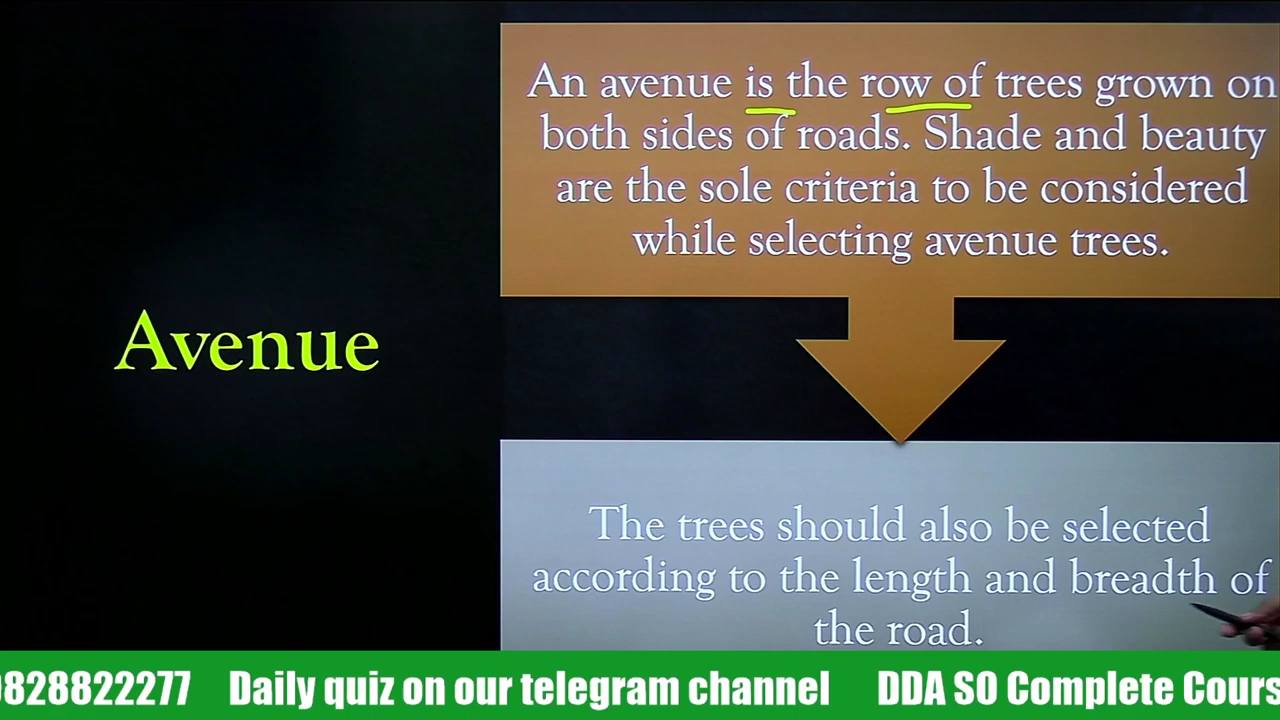 An avenue is the row of trees grown on
both sides of roads. Shade and beauty
are the sole criteria to be considered
while selecting avenue trees.
Avenue
The trees should also be selected
according to the length and breadth of
the road.
9828822277 Daily quiz on our telegram channel DDA SO Complete Cours